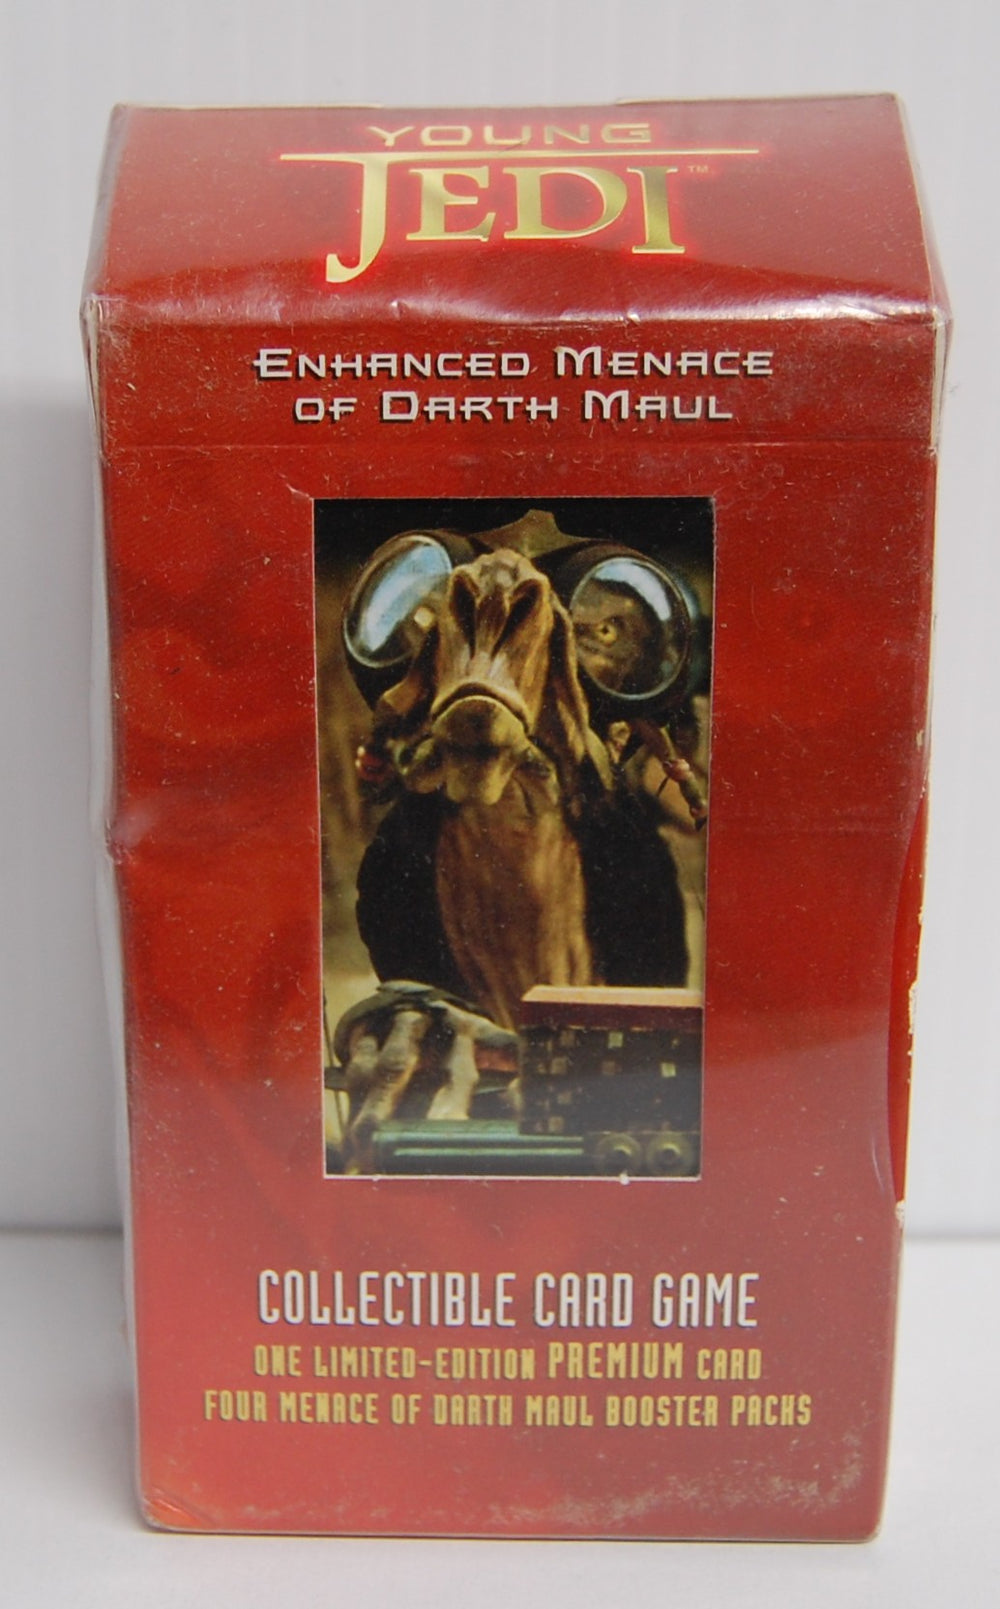 YOUNG
JEDI™
ENHANCED MENACE
OF DARTH MAUL
COLLECTIBLE CARD GAME
ONE LIMITED-EDITION PREMIUM CARD
FOUR MENACE OF DARTH MAUL BOOSTER PACKS